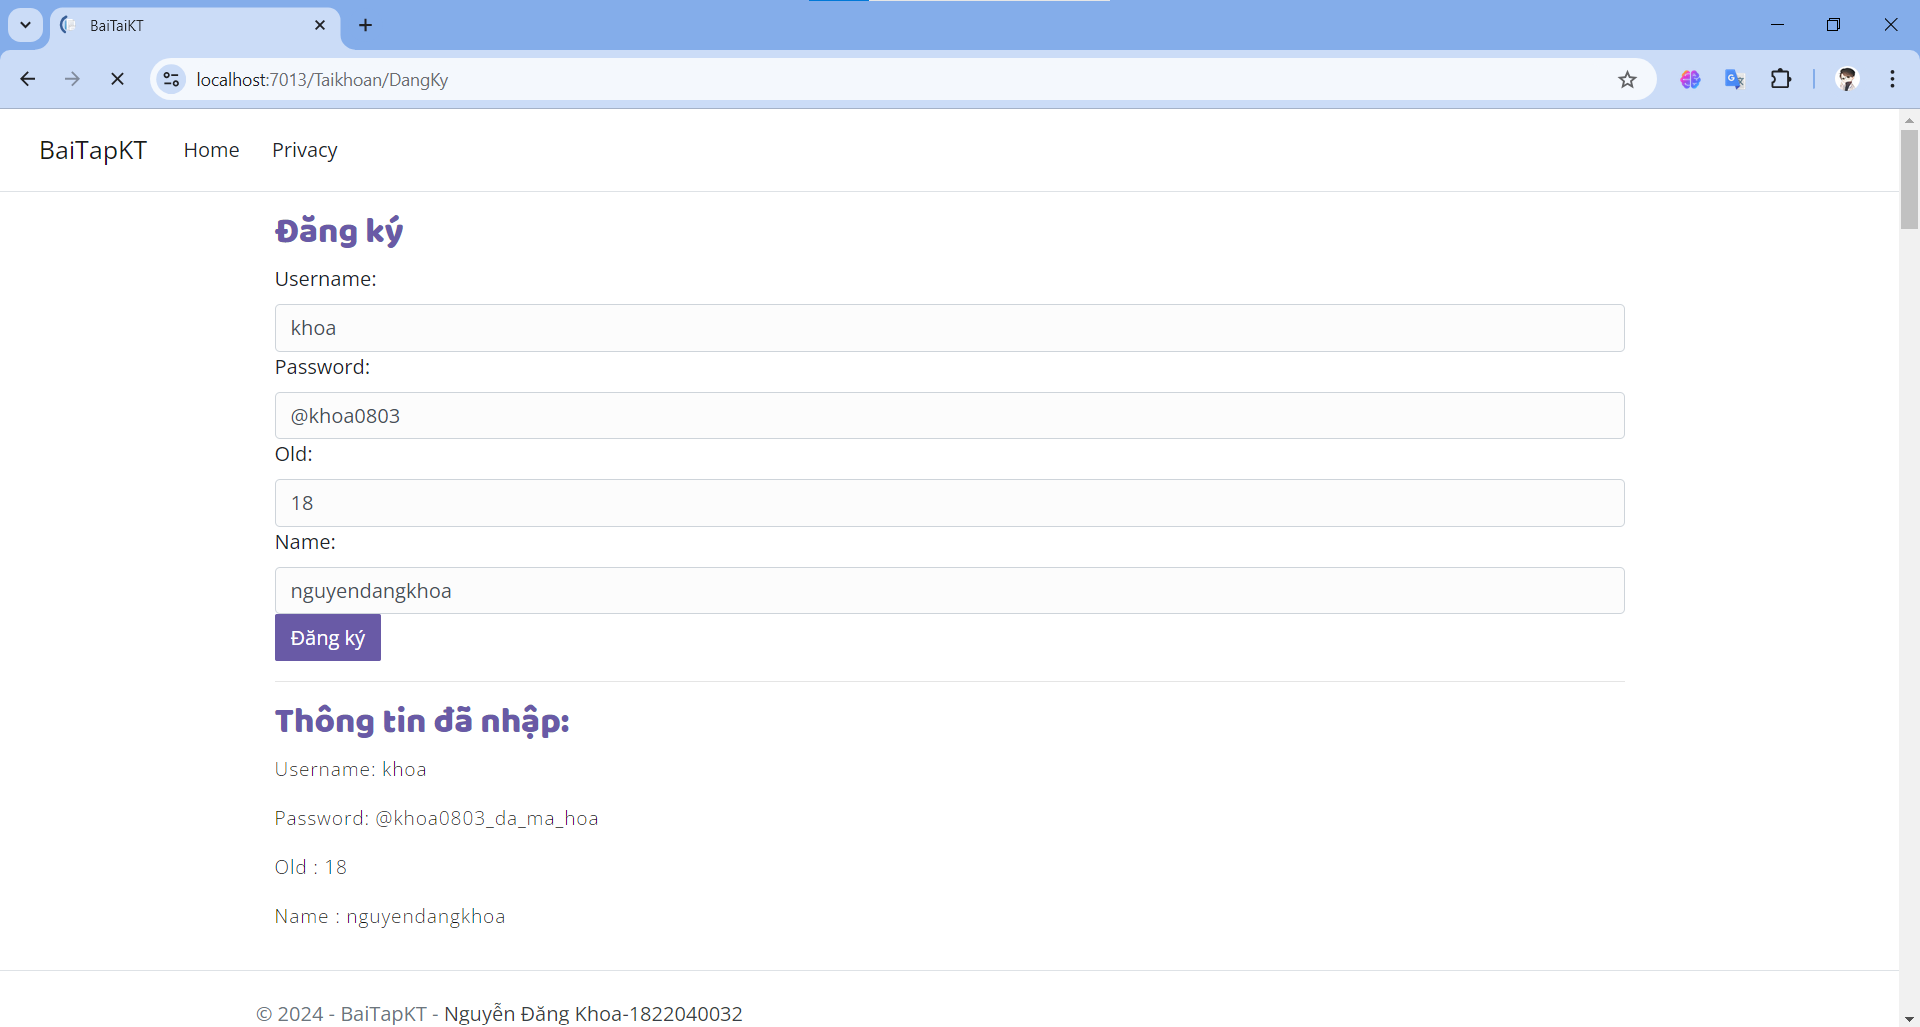 BaiTaiKT
localhost:7013/Taikhoan/DangKy
BaiTapKT Home Privacy
Đăng ký
Username:
khoa
Password:
@khoa0803
Old:
18
Name:
nguyendangkhoa
Đăng ký
Thông tin đã nhập:
Username: khoa
Password: @khoa0803_da_ma_hoa
Old : 18
Name : nguyendangkhoa
© 2024 - BaiTapKT - Nguyễn Đăng Khoa-1822040032